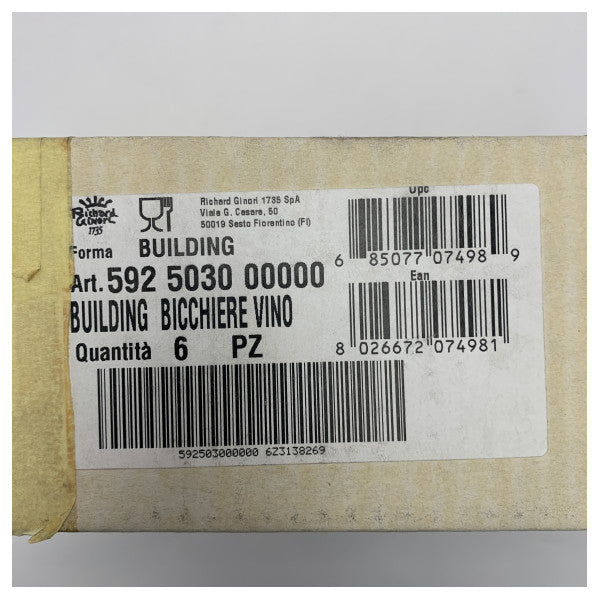 Richard
Ginori
1735
Richard Ginori 1735 SpA
Viale G. Cesare, 50
50019 Sesto Fiorentino (FI)
Forma BUILDING
Art. 592 5030 00000
BUILDING BICCHIERE VINO
Quantità 6 PZ
592503000000 6Z3138269
Upc
6 85077 07498 9
Ean
8 026672 074981